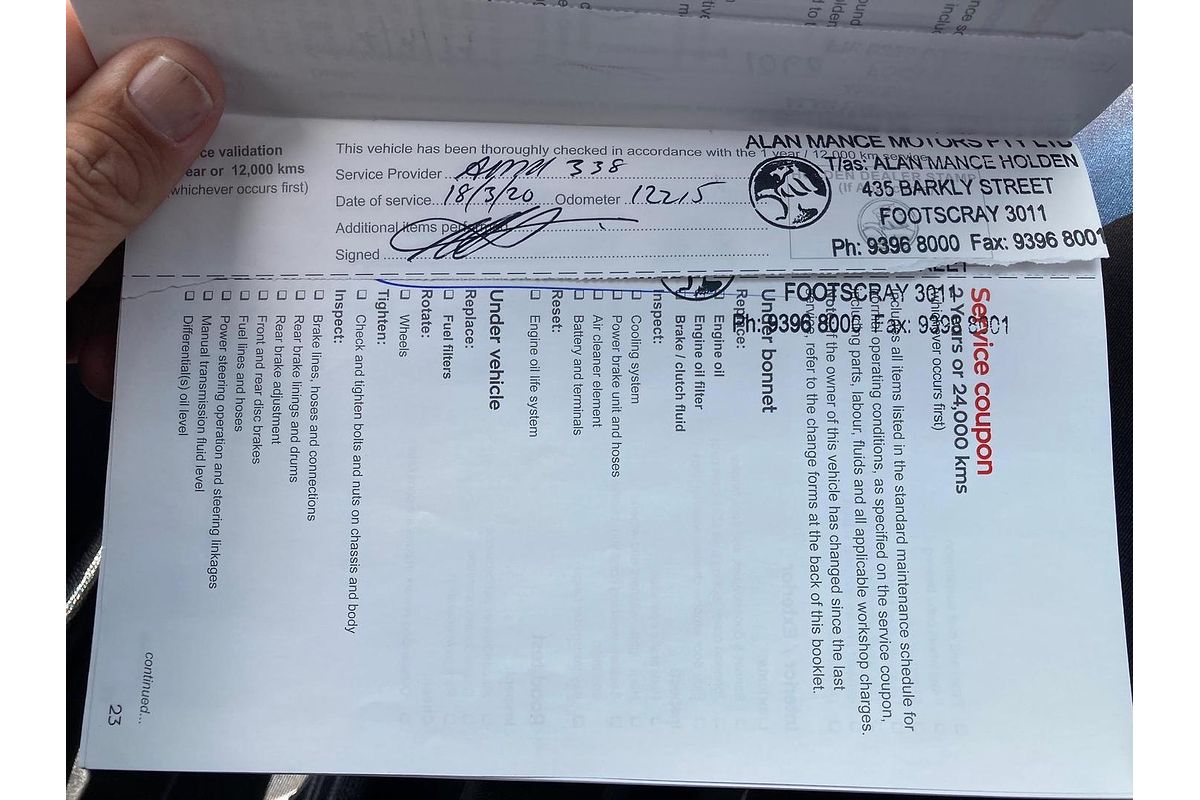 ce validation
ear or 12,000 kms
whichever occurs first)
This vehicle has been thoroughly checked in accordance with the 1 year / 12,000 km
Service Provider 338
Date of service 18/3/20 Odometer 12215
Additional items
Signed
ALAN MANCE MOTORS PTY LTD
T/as: ALAN MANCE HOLDEN
435 BARKLY STREET
FOOTSCRAY 3011
Ph: 9396 8000 Fax: 9396 8001
FOOTSCRAY 3011
Ph: 9396 8000 Fax: 9396 8001
Service coupon
2 Years or 24,000 kms
occurs first)
all items listed in the standard maintenance schedule for
operating conditions, as specified on the service coupon,
parts, labour, fluids and all applicable workshop charges.
of the owner of this vehicle has changed since the last
refer to the change forms at the back of this booklet.
Under bonnet
Replace:
Engine oil
Engine oil filter
Brake / clutch fluid
Inspect:
Cooling system
Power brake unit and hoses
Air cleaner element
Battery and terminals
Reset:
Engine oil life system
Under vehicle
Replace:
Fuel filters
Rotate:
Wheels
Tighten:
Check and tighten bolts and nuts on chassis and body
Inspect:
Brake lines, hoses and connections
Rear brake linings and drums
Rear brake adjustment
Front and rear disc brakes
Fuel lines and hoses
Power steering operation and steering linkages
Manual transmission fluid level
Differential(s) oil level
continued...
23